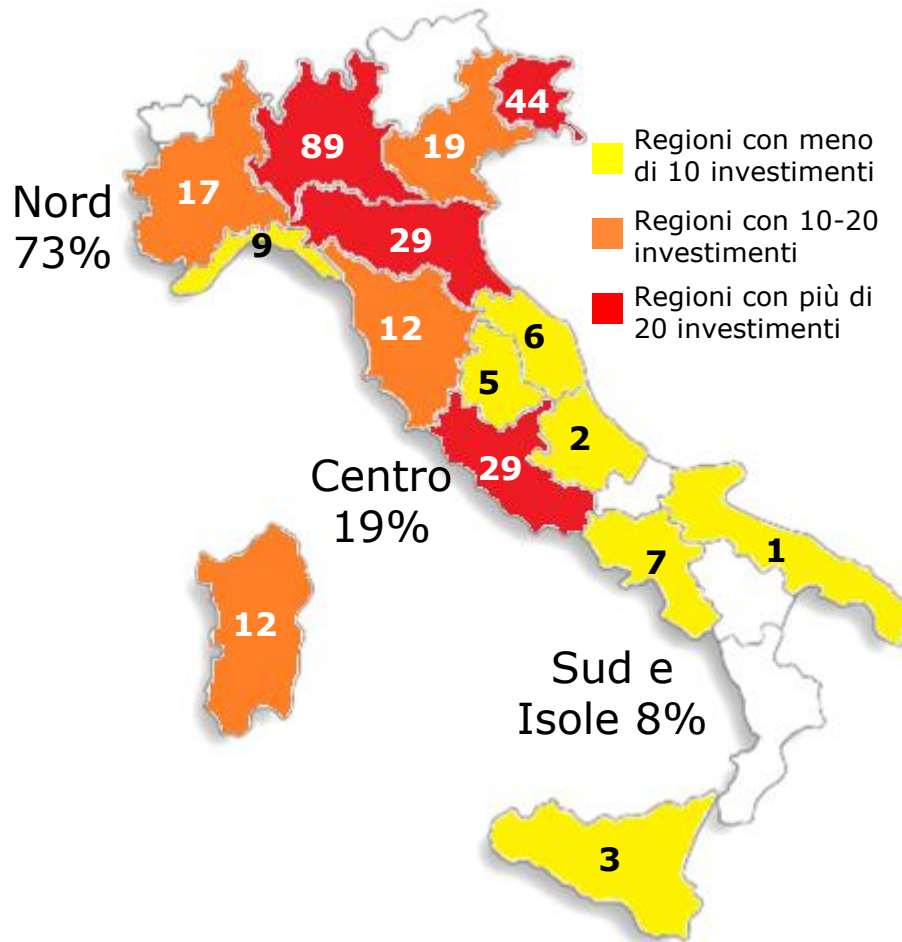 44
89
19
17
Nord
73%
9
29
12
6
5
2
29
Centro
19%
7
1
12
Sud e
Isole 8%
3
Regioni con meno
di 10 investimenti
Regioni con 10-20
investimenti
Regioni con più di
20 investimenti